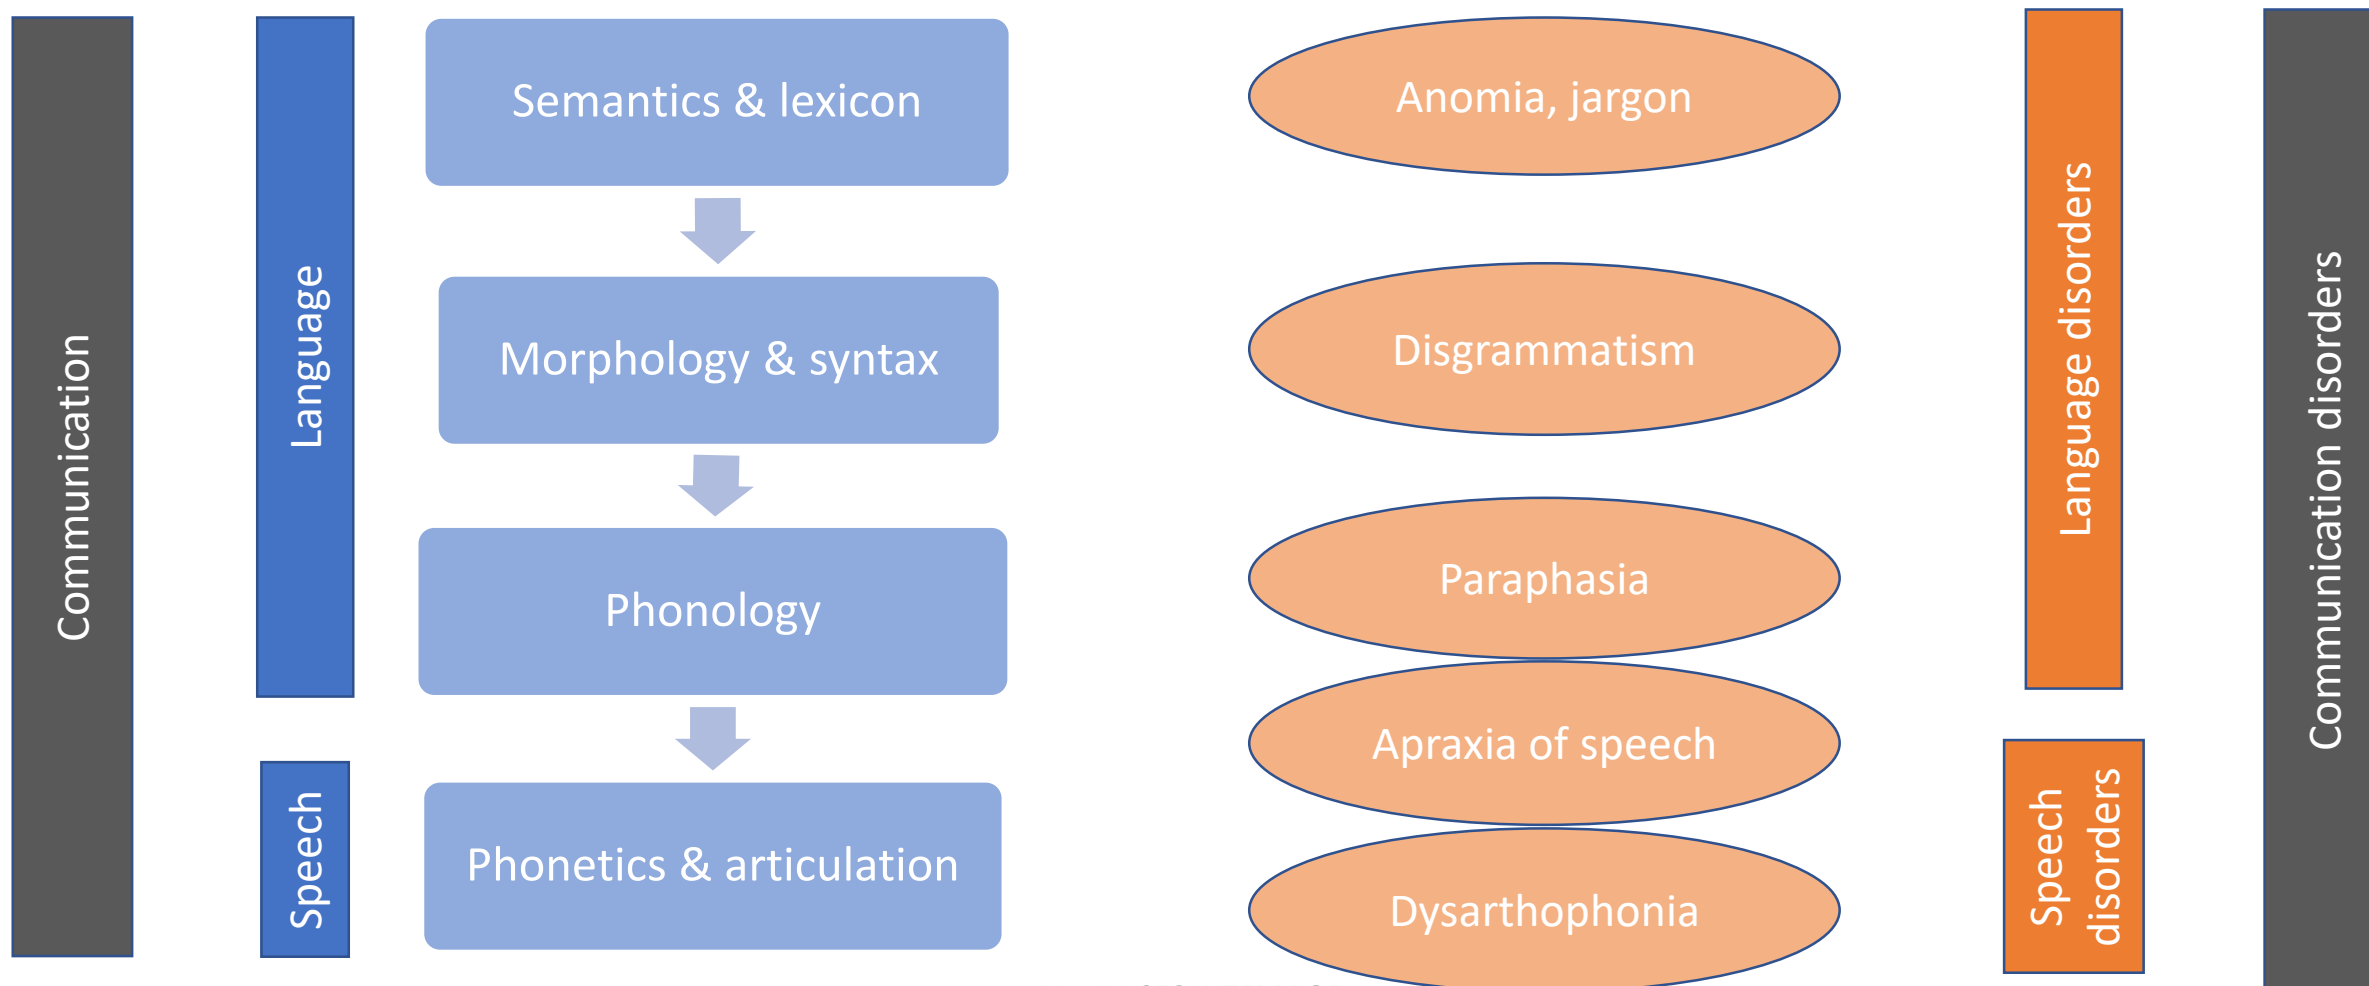 Communication
Language
Speech
Semantics & lexicon
Morphology & syntax
Phonology
Phonetics & articulation
Anomia, jargon
Disgrammatism
Paraphasia
Apraxia of speech
Dysarthophonia
Language disorders
Speech
disorders
Communication disorders